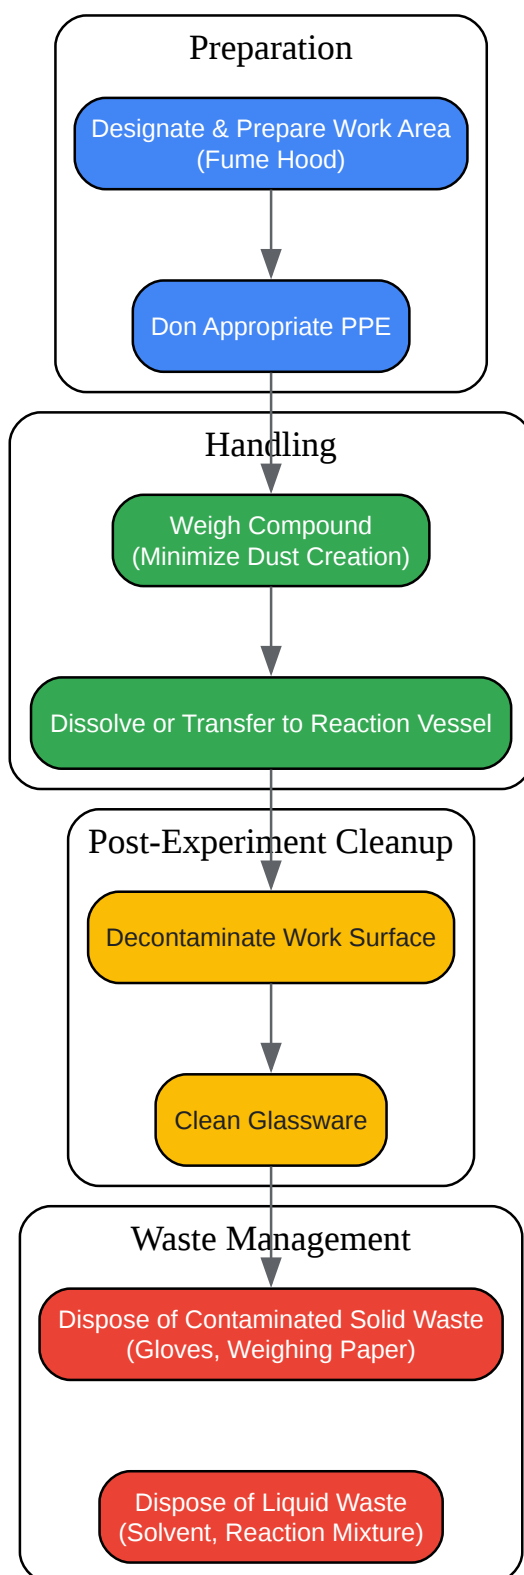 Preparation
Designate & Prepare Work Area
(Fume Hood)
Don Appropriate PPE
Handling
Weigh Compound
(Minimize Dust Creation)
Dissolve or Transfer to Reaction Vessel
Post-Experiment Cleanup
Decontaminate Work Surface
Clean Glassware
Waste Management
Dispose of Contaminated Solid Waste
(Gloves, Weighing Paper)
Dispose of Liquid Waste
(Solvent, Reaction Mixture)